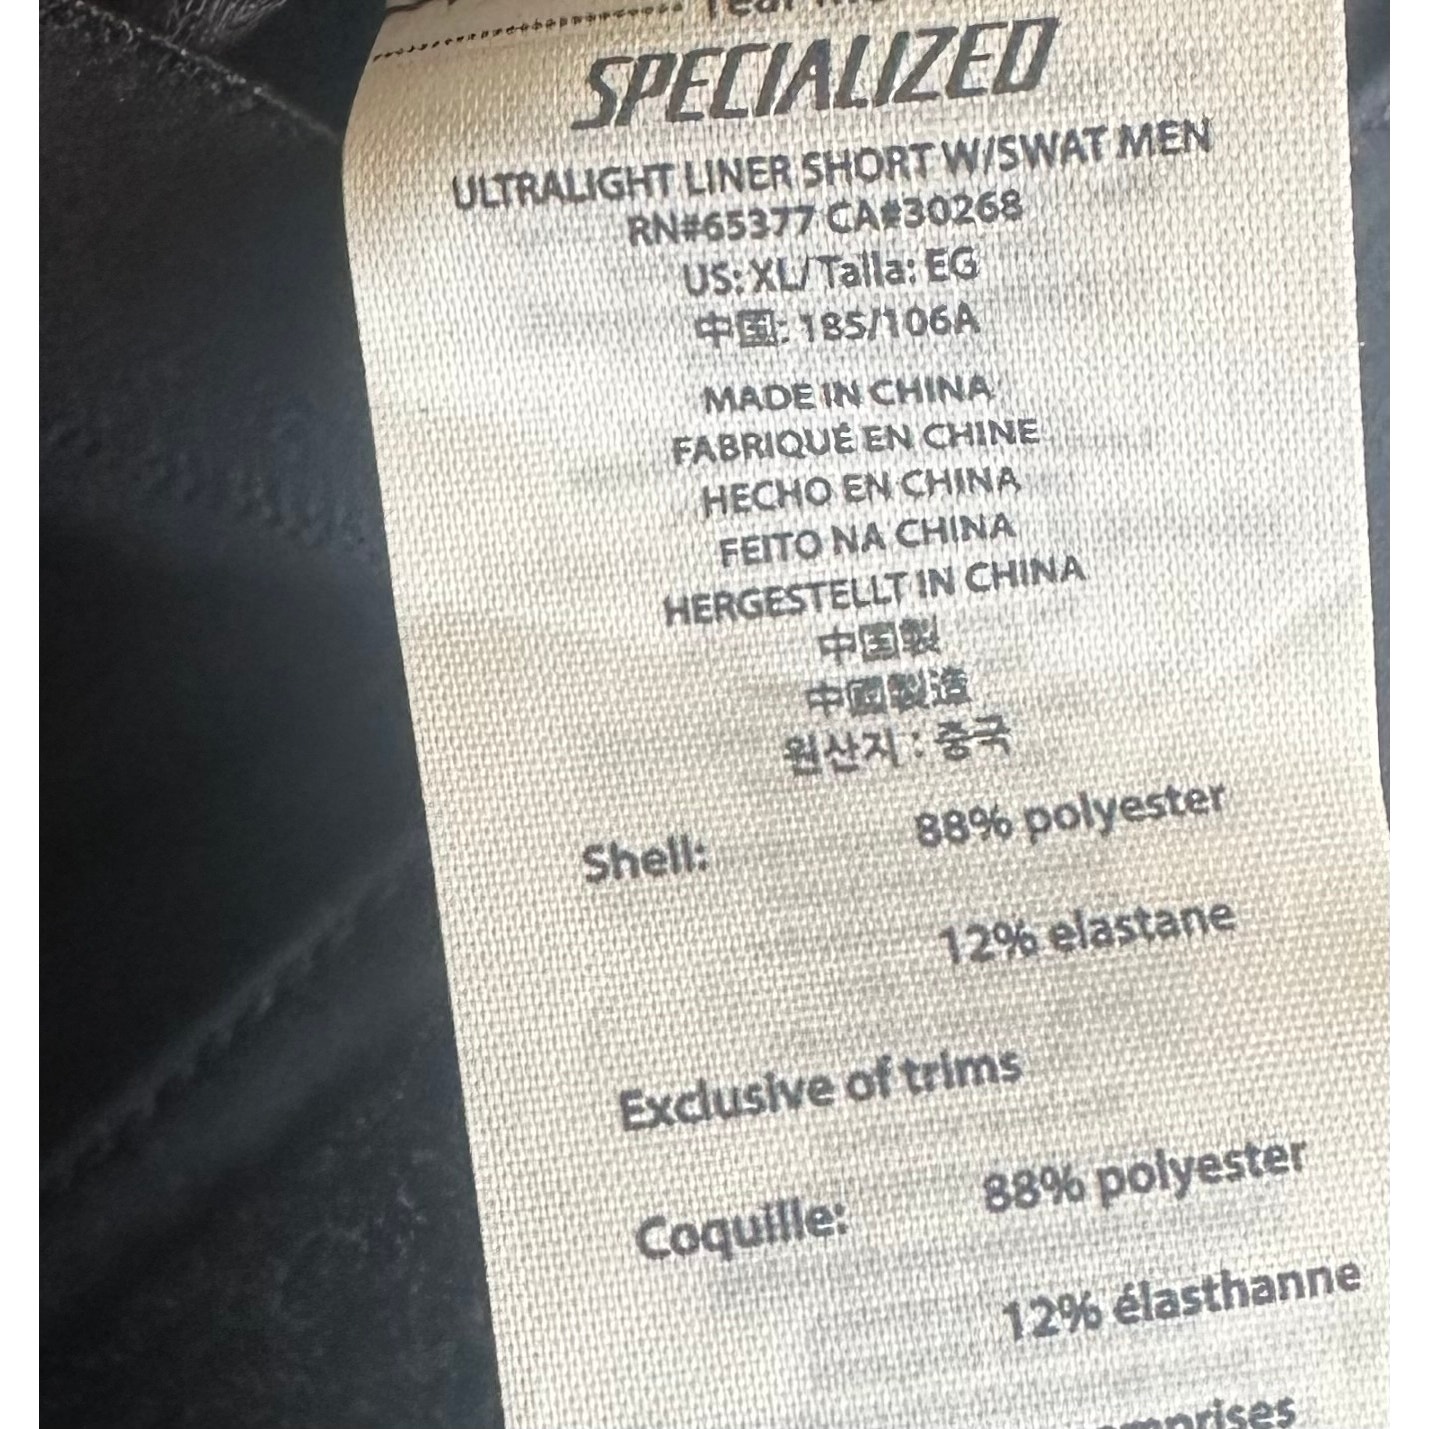 SPECIALIZED
ULTRALIGHT LINER SHORT W/SWAT MEN
RN#65377 CA#30268
US: XL/ Talla: EG
中国: 185/106A
MADE IN CHINA
FABRIQUÉ EN CHINE
HECHO EN CHINA
FEITO NA CHINA
HERGESTELLT IN CHINA
中国製
中國製造
원산지 : 중국
Shell: 88% polyester
12% elastane
Exclusive of trims
Coquille: 88% polyester
12% élasthanne